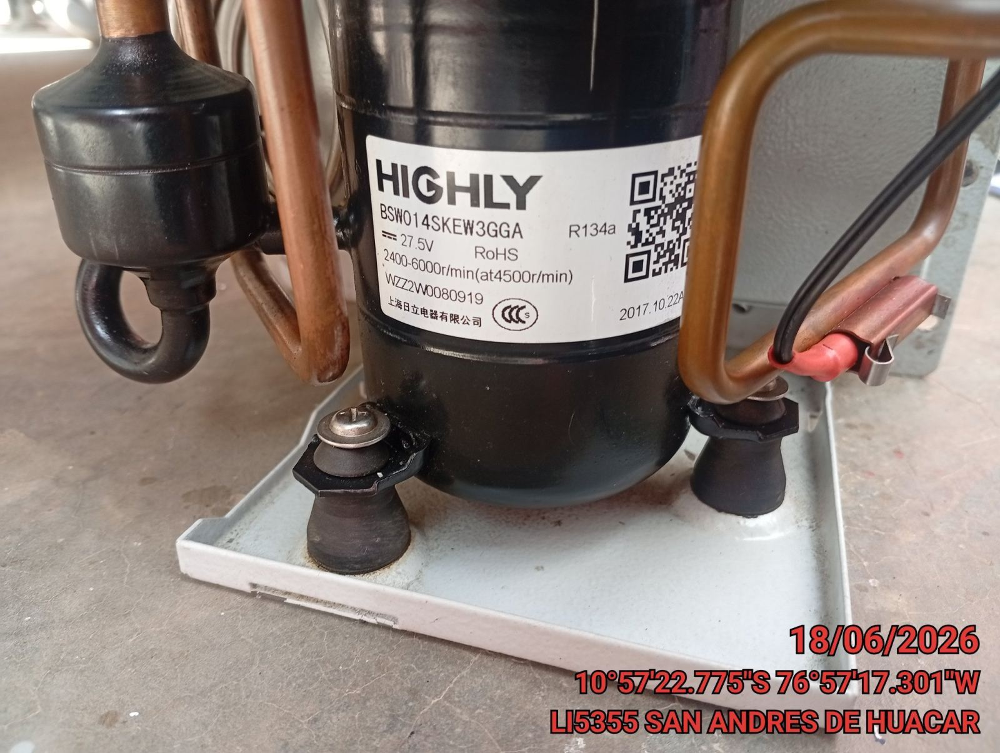 HIGHLY
BSW014SKEW3GGA
R134a
27.5V
RoHS
2400-6000r/min(at4500r/min)
WZZ2W0080919
上海日立电器有限公司
CCC S
2017.10.22A
18/06/2026
10°57'22.775"S 76°57'17.301"W
LI5355 SAN ANDRES DE HUACAR